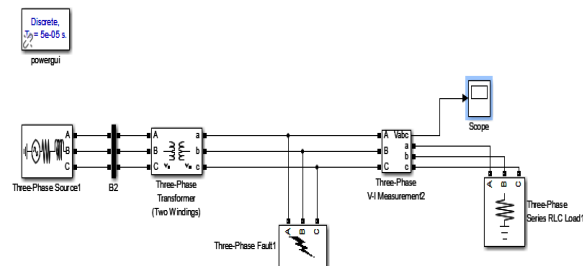 Discrete,
Ts = 5e-05 s.
powergui
A
B
C
Three-Phase Source1
B2
A
B
C
a
b
c
Three-Phase
Transformer
(Two Windings)
A
B
C
Vabc
a
b
c
Three-Phase
V-I Measurement2
Scope
A
B
C
Three-Phase
Series RLC Load1
A
B
C
Three-Phase Fault1